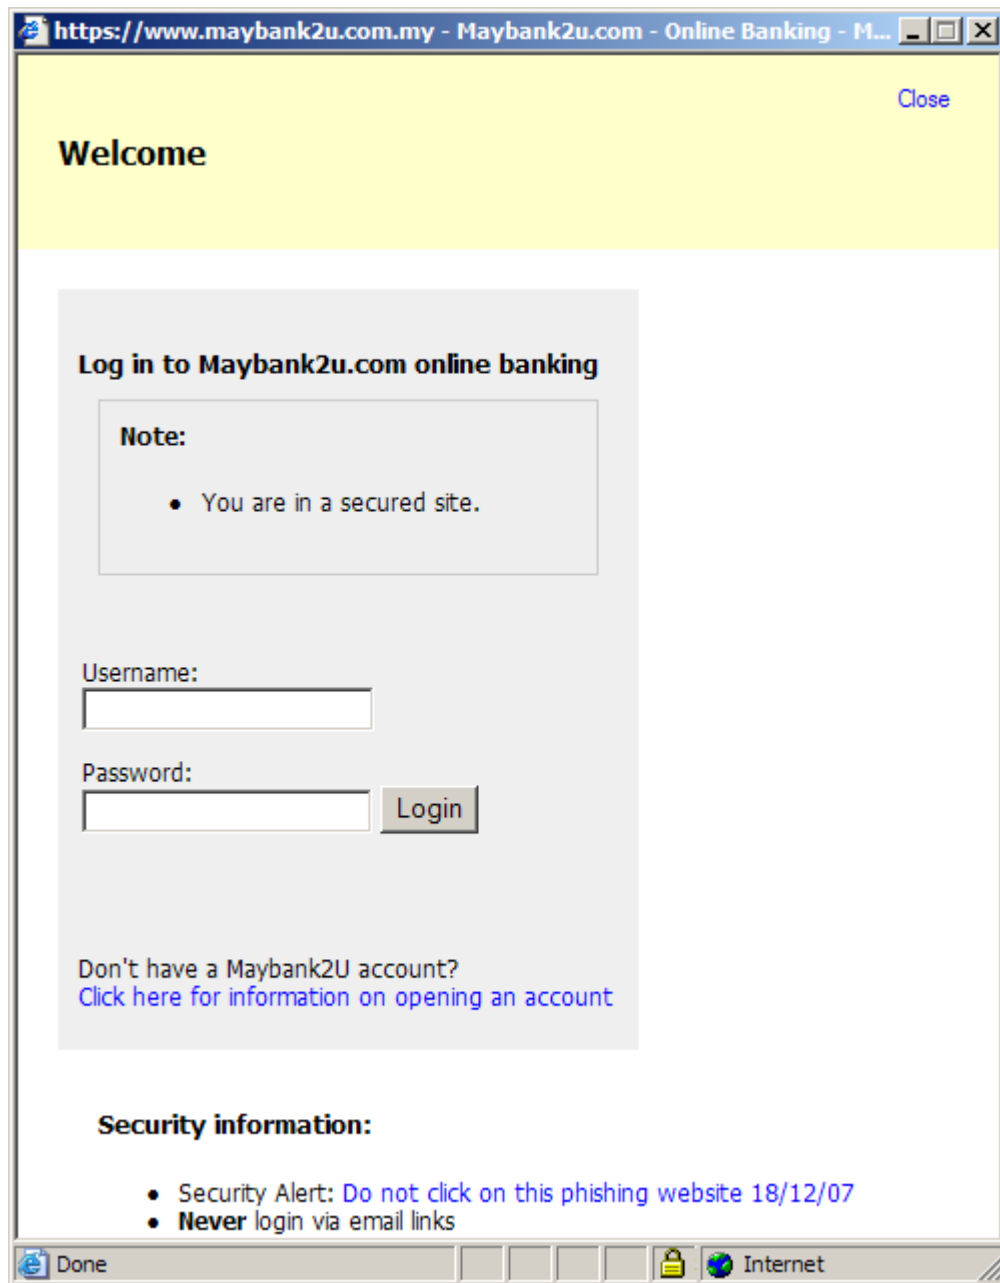 https://www.maybank2u.com.my - Maybank2u.com - Online Banking - M...
Close
Welcome
Log in to Maybank2u.com online banking
Note:
• You are in a secured site.
Username:
Password:
Login
Don't have a Maybank2U account?
Click here for information on opening an account
Security information:
• Security Alert: Do not click on this phishing website 18/12/07
• Never login via email links
Done
Internet